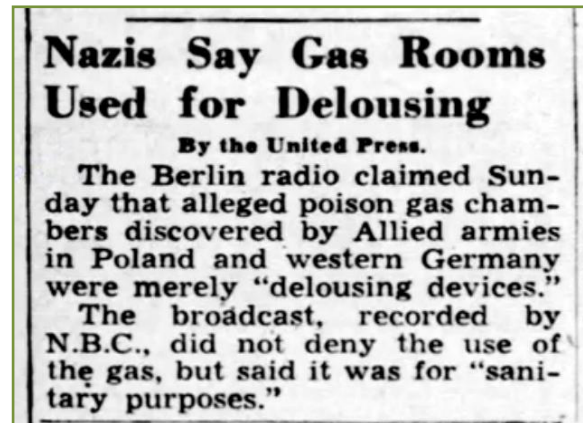 Nazis Say Gas Rooms
Used for Delousing
By the United Press.
The Berlin radio claimed Sun-
day that alleged poison gas cham-
bers discovered by Allied armies
in Poland and western Germany
were merely “delousing devices.”
The broadcast, recorded by
N.B.C., did not deny the use of
the gas, but said it was for “sani-
tary purposes.”